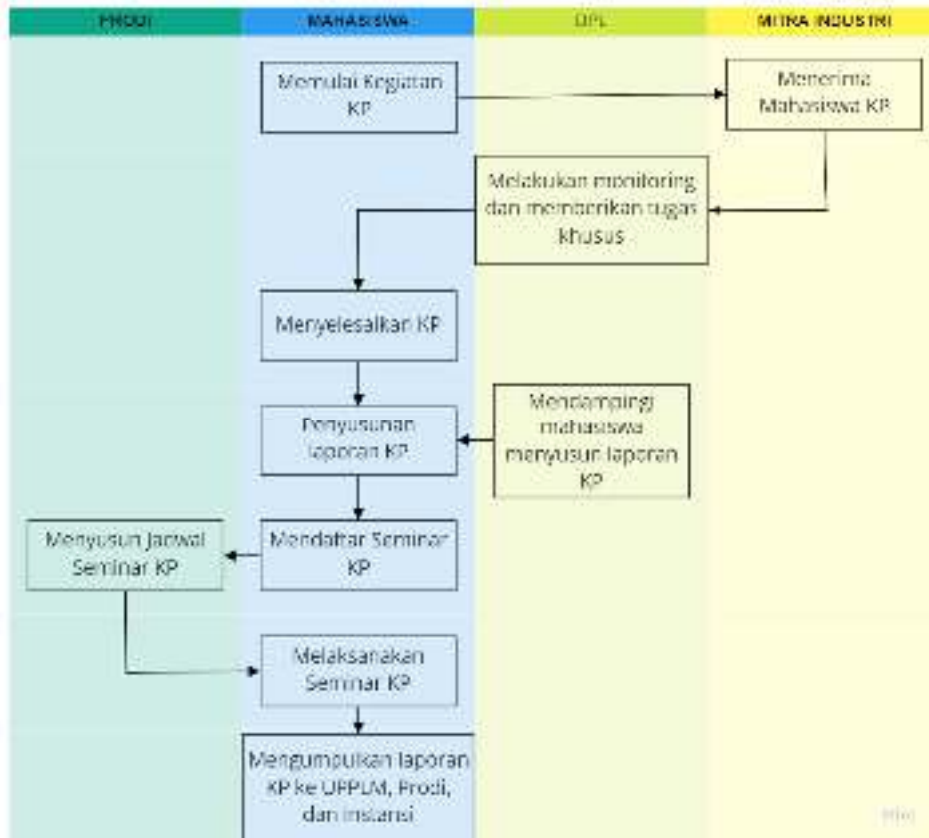 PRODI
MAHASISWA
DPL
MITRA INDUSTRI
Memulai Kegiatan
KP
Menerima
Mahasiswa KP
Melakukan monitoring
dan memberikan tugas
khusus
Menyelesaikan KP
Penyusunan
laporan KP
Mendampingi
mahasiswa
menyusun laporan
KP
Menyusun Jadwal
Seminar KP
Mendaftar Seminar
KP
Melaksanakan
Seminar KP
Mengumpulkan laporan
KP ke UPPLM, Prodi,
dan instansi
miro